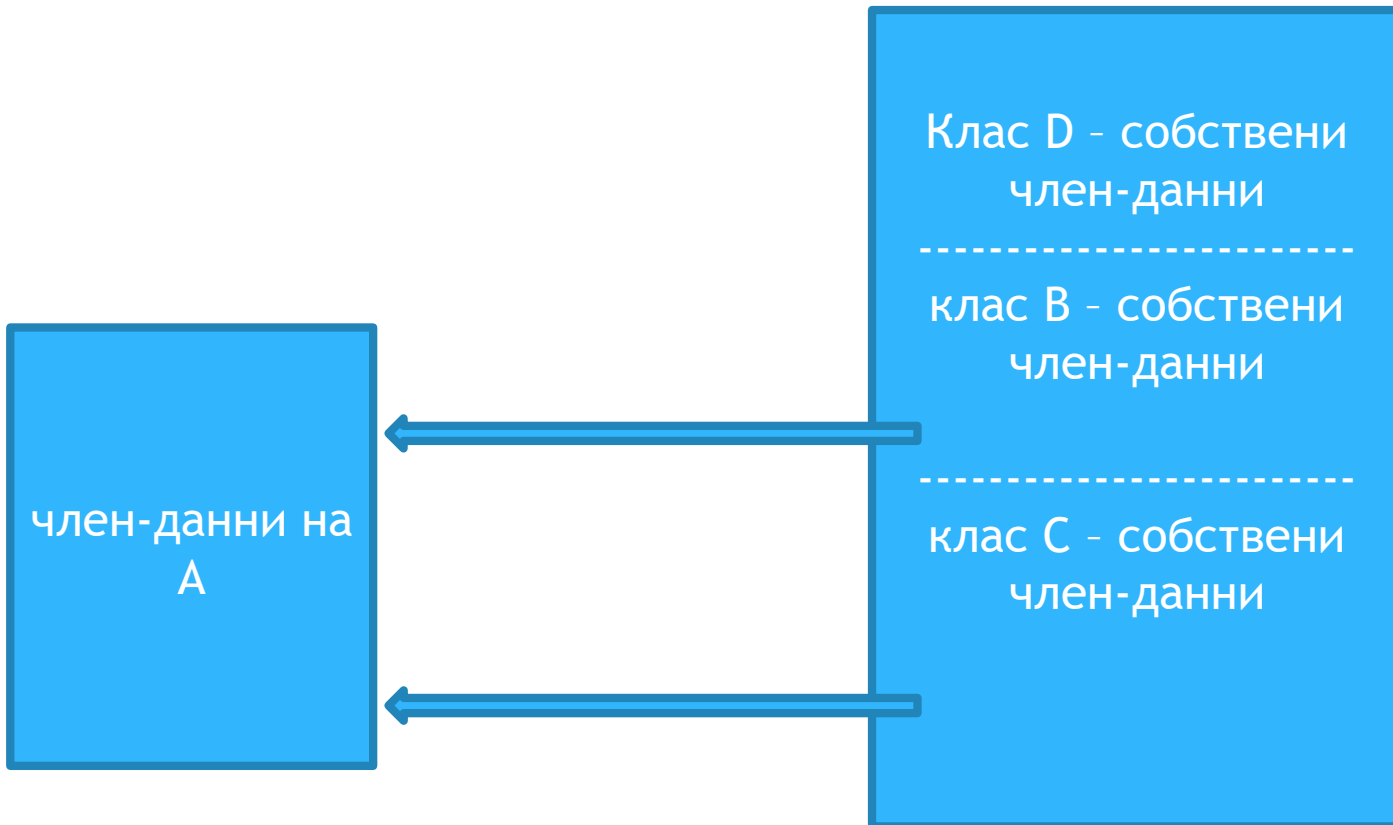 Клас D – собствени
член-данни
-------------------------
клас B – собствени
член-данни
-------------------------
клас C – собствени
член-данни
член-данни на
A